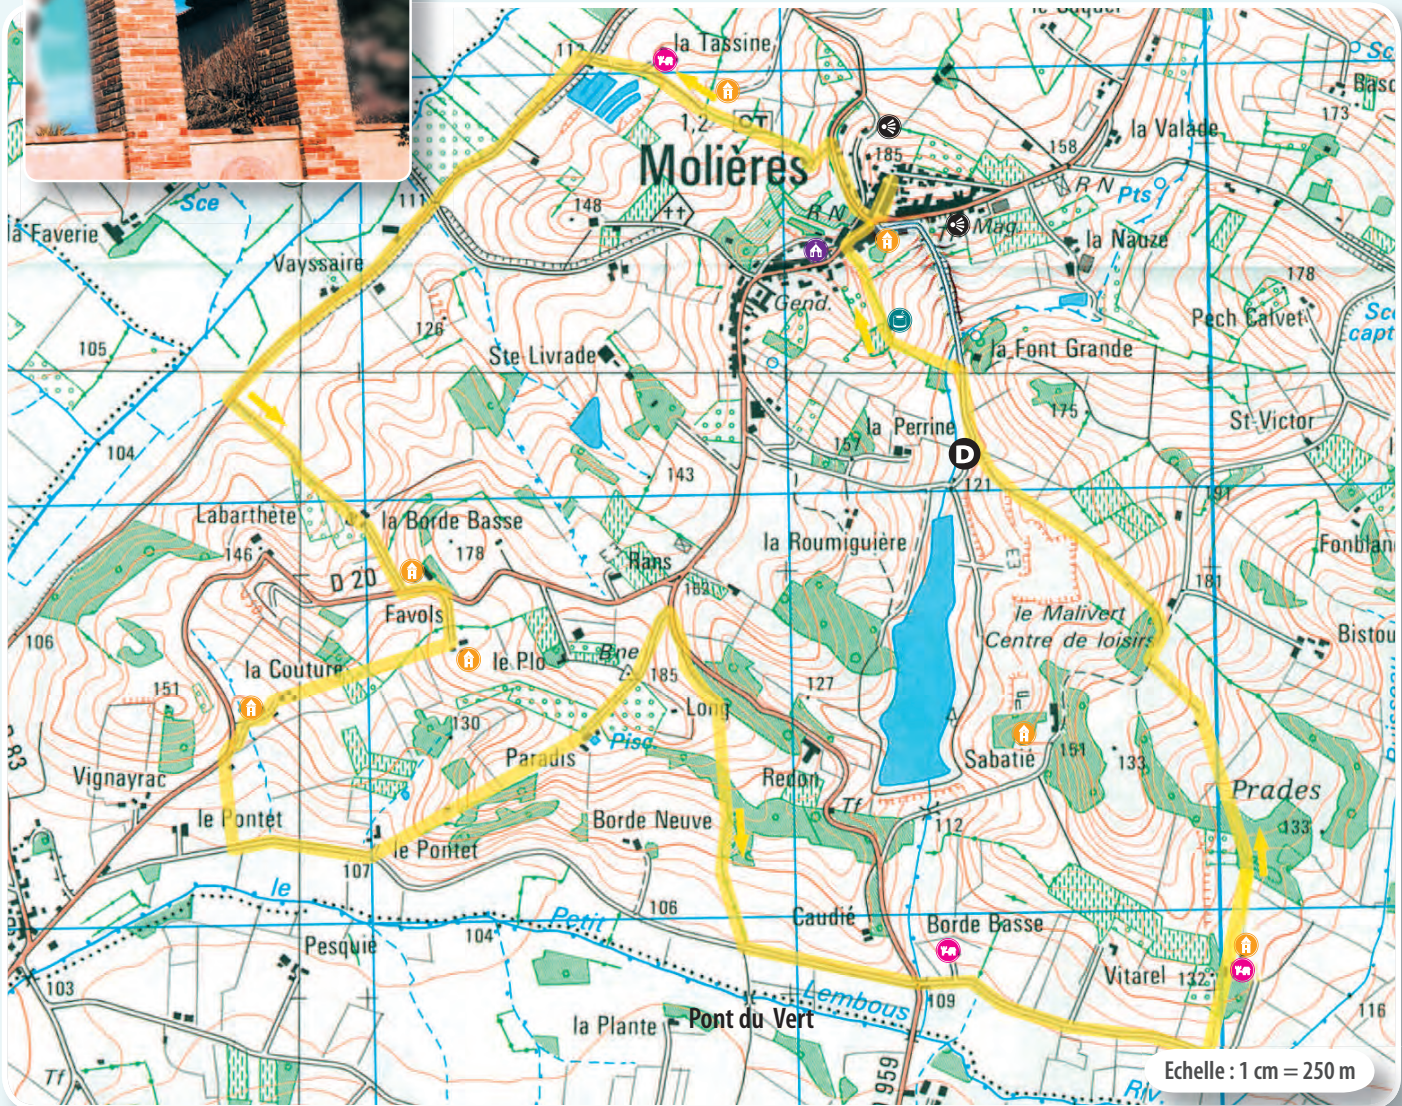 la Tassine
112
Sc
Basc
173
1,2
CT
la Valade
158
185
Molières
R N
Pts
Sce
111
148
R N
Mag.
la Nauze
la Faverie
Vayssaire
178
Gend.
Pech Calvet
Sce
capt
126
125
105
Ste Livrade
la Font Grande
175
St-Victor
104
157
la Perrine
D
143
121
191
Labarthète
la Borde Basse
146
178
la Roumiguière
Fonblan
Rans
D 20
162
181
Favols
le Malivert
Centre de loisirs
106
Bistou
la Couture
le Plo
Bne
185
127
151
Long
130
Pisc
Paradis
Sabatié
151
133
D 83
Vignayrac
Redon
Prades
Tf
le Pontet
Borde Neuve
112
133
le Pontet
107
le
Petit
106
Caudié
Borde Basse
104
Pesquié
Vitarel
132
103
Lembous
109
116
la Plante
Pont du Vert
Tf
D 959
Echelle : 1 cm = 250 m
Riv.